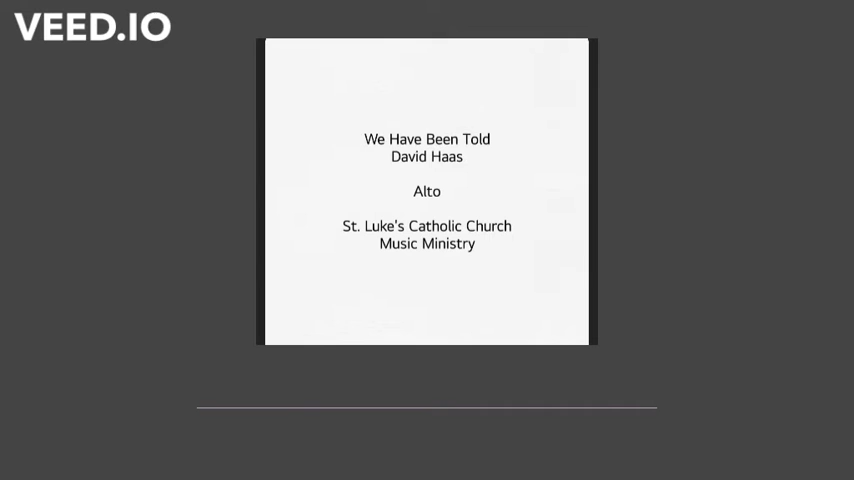 VEED.IO
We Have Been Told
David Haas
Alto
St. Luke's Catholic Church
Music Ministry